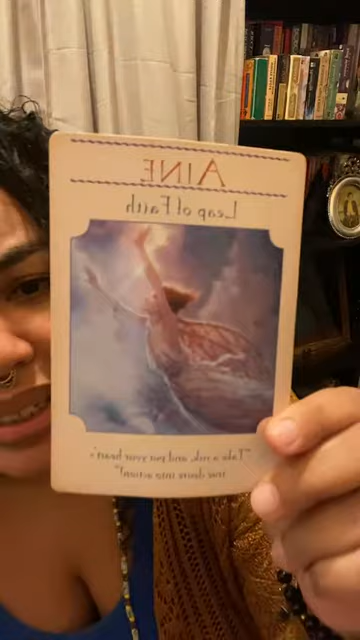 AINE
Leap of Faith
"Take a risk, and put your heart's
true desire into action!"